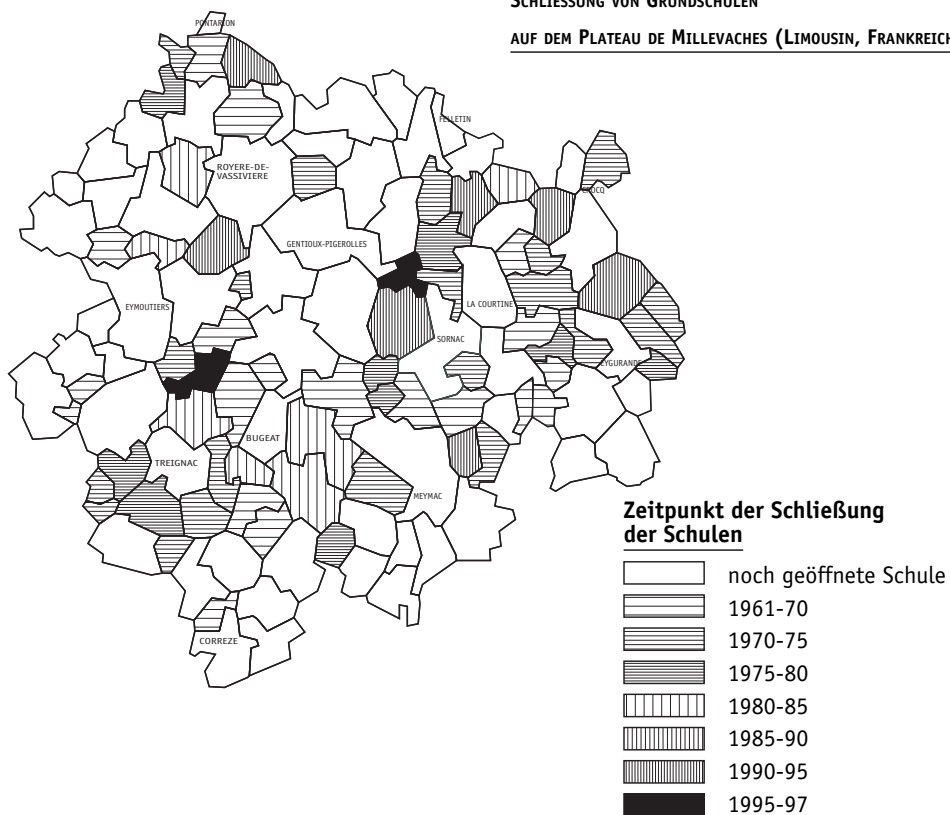 SCHLIESSUNG VON GRUNDSCHULEN
AUF DEM PLATEAU DE MILLEVACHES (LIMOUSIN, FRANKREICH
PONTARION
FELLETIN
ROYERE-DE-
VASSIVIERE
CROCQ
GENTIOUX-PIGEROLLES
EYMOUTIERS
LA COURTINE
SORNAC
EYGURANDE
BUGEAT
TREIGNAC
MEYMAC
CORREZE
Zeitpunkt der Schließung
der Schulen
noch geöffnete Schule
1961-70
1970-75
1975-80
1980-85
1985-90
1990-95
1995-97